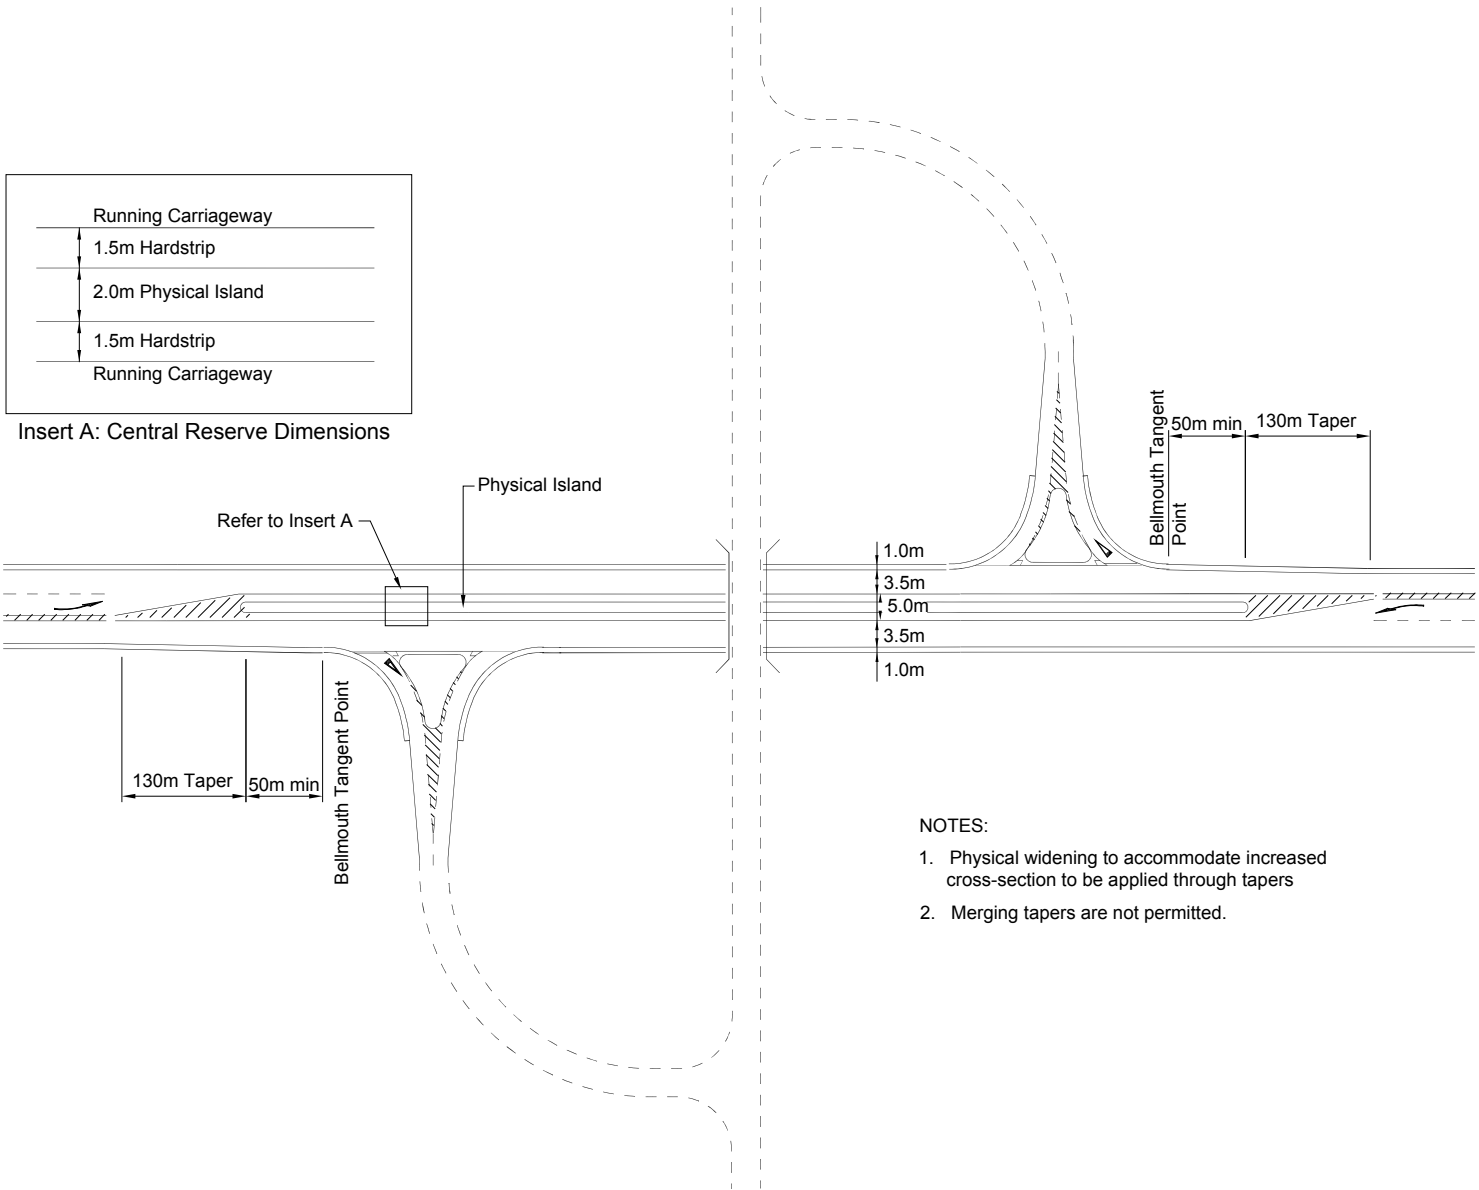 Running Carriageway
1.5m Hardstrip
2.0m Physical Island
1.5m Hardstrip
Running Carriageway
Insert A: Central Reserve Dimensions
Physical Island
Refer to Insert A
Bellmouth Tangent
Point
50m min
130m Taper
1.0m
3.5m
5.0m
3.5m
1.0m
130m Taper
50m min
Bellmouth Tangent Point
NOTES:
1. Physical widening to accommodate increased
cross-section to be applied through tapers
2. Merging tapers are not permitted.